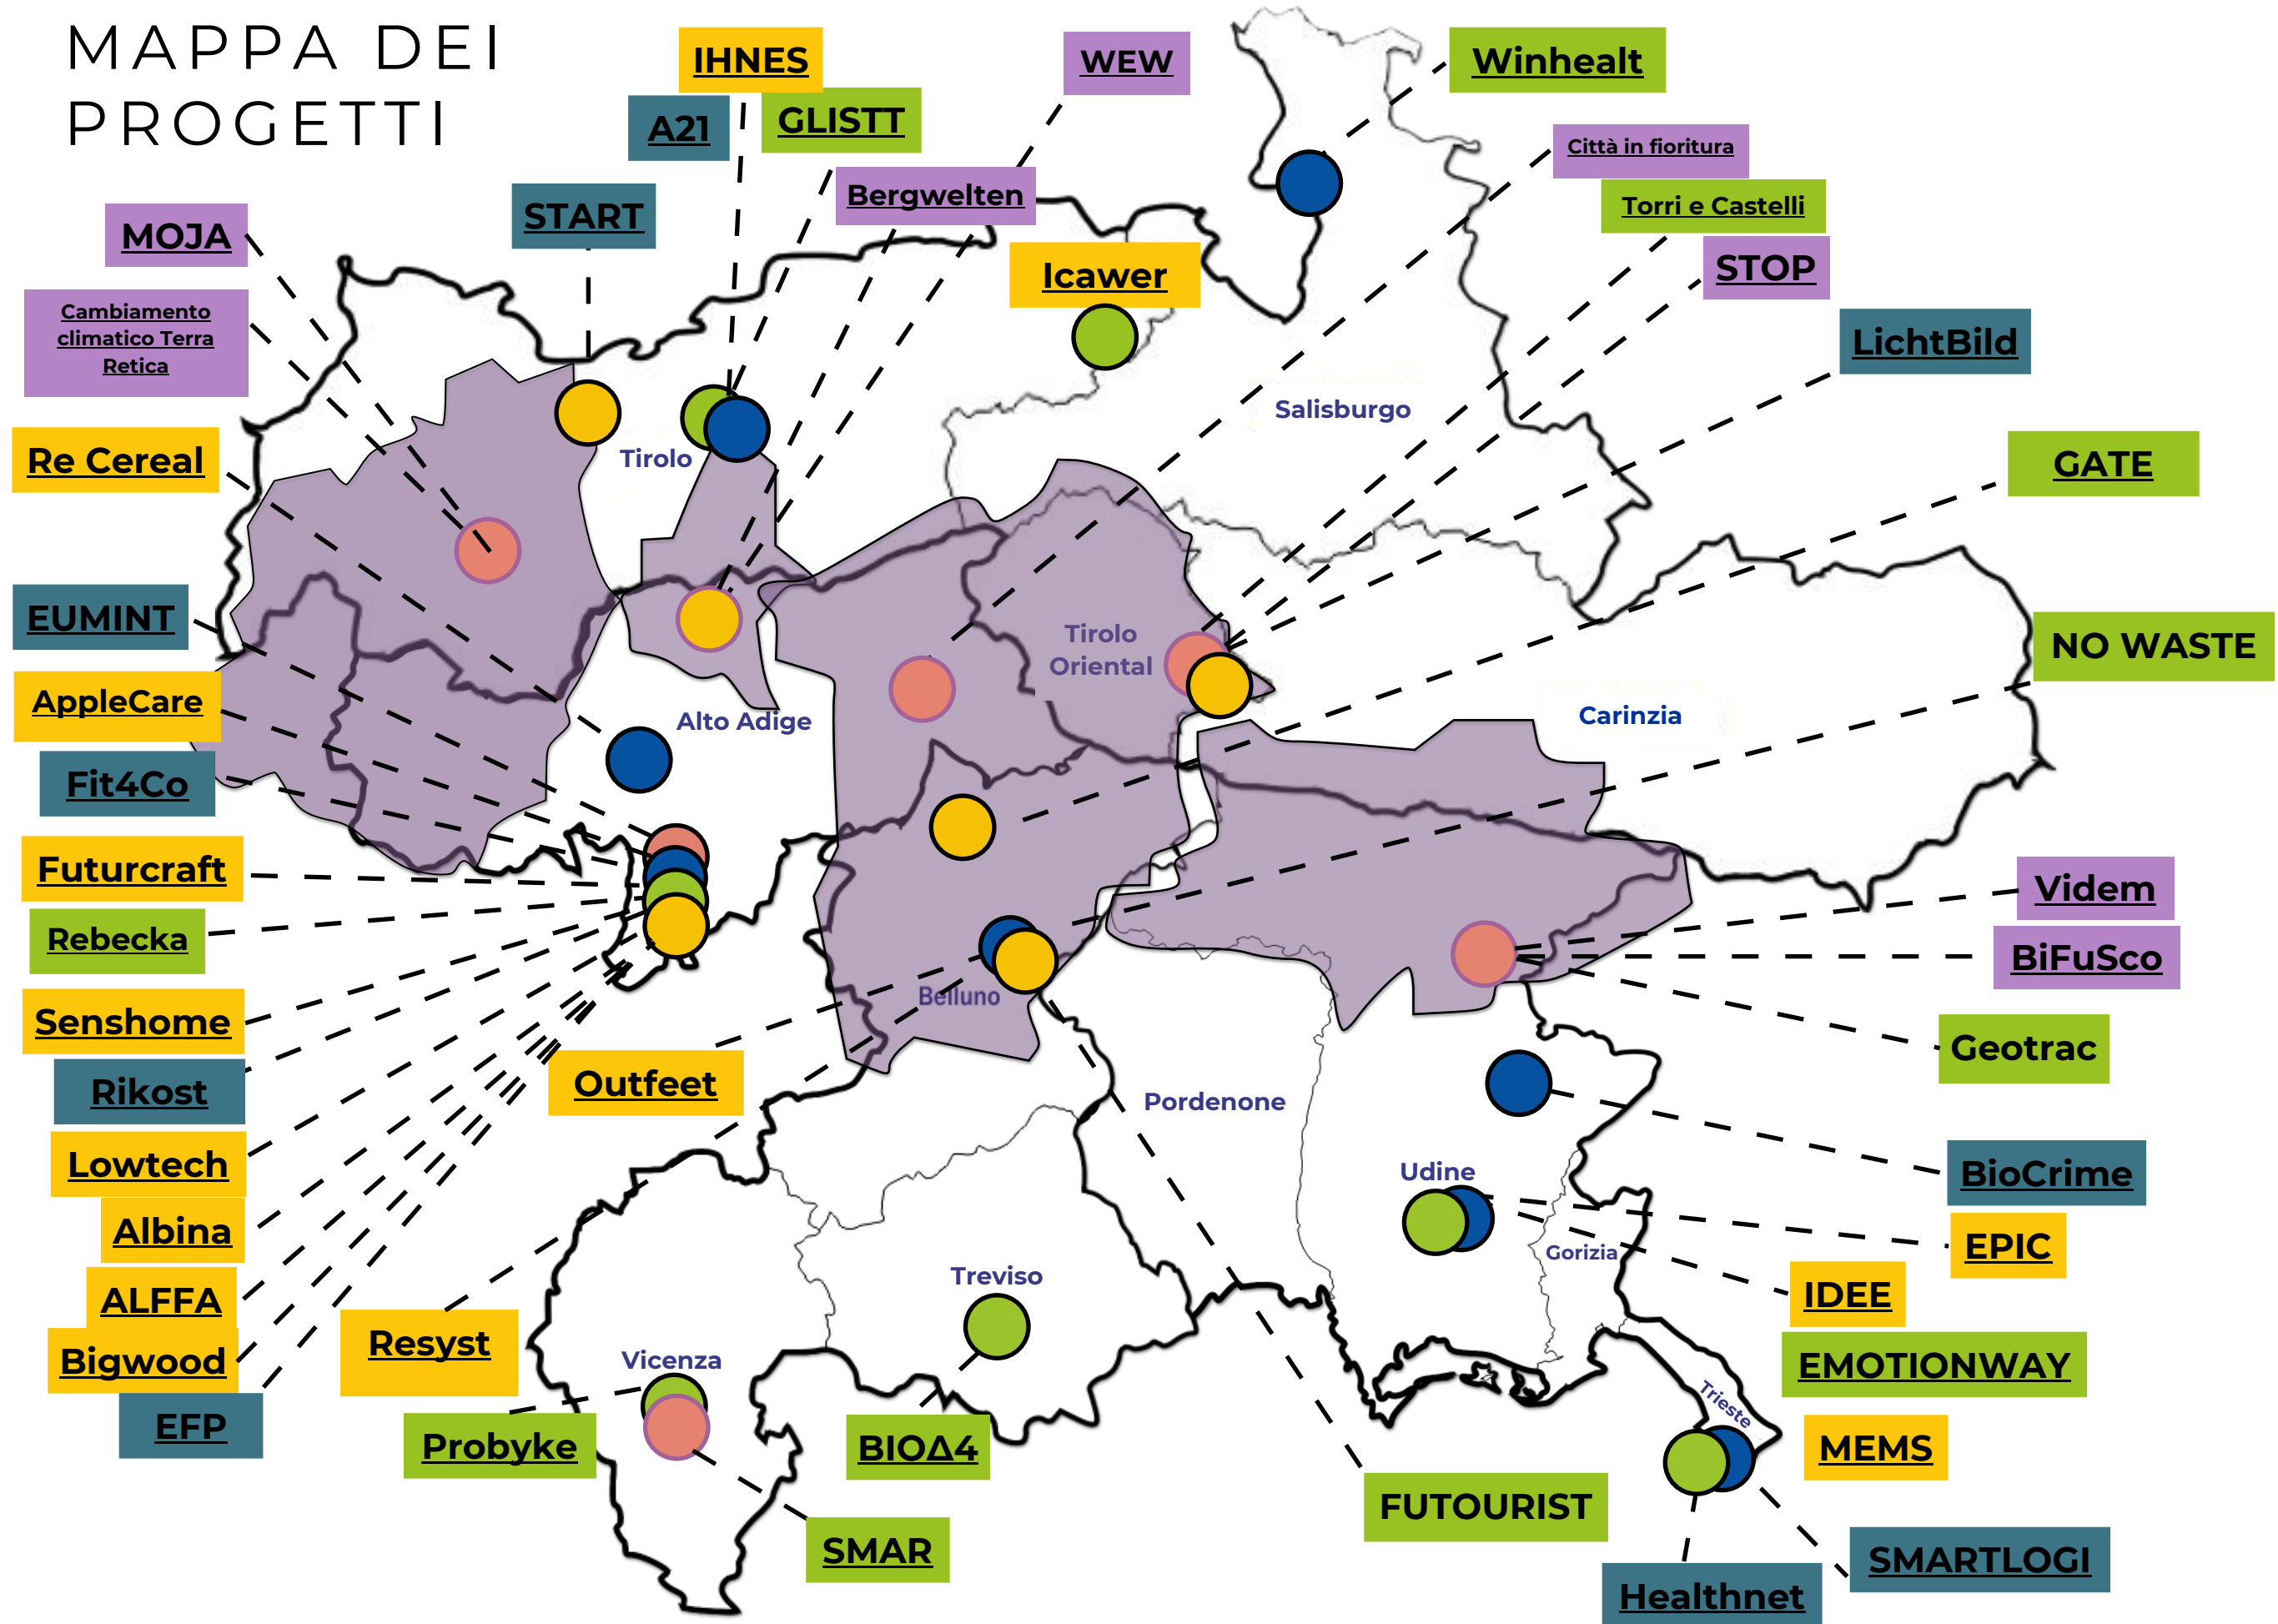 MAPPA DEI
PROGETTI
IHNES
WEW
Winhealt
A21
GLISTT
Città in fioritura
Bergwelten
Torri e Castelli
START
MOJA
STOP
Icawer
Cambiamento
climatico Terra
Retica
LichtBild
Salisburgo
Re Cereal
Tirolo
GATE
EUMINT
Tirolo
Oriental
NO WASTE
AppleCare
Alto Adige
Carinzia
Fit4Co
Futurcraft
Videm
Rebecka
BiFuSco
Belluno
Senshome
Geotrac
Rikost
Outfeet
Pordenone
Lowtech
Udine
BioCrime
Albina
Gorizia
EPIC
Treviso
IDEE
ALFFA
Resyst
Vicenza
Bigwood
EMOTIONWAY
Trieste
EFP
Probyke
BIOΔ4
MEMS
FUTOURIST
SMAR
SMARTLOGI
Healthnet